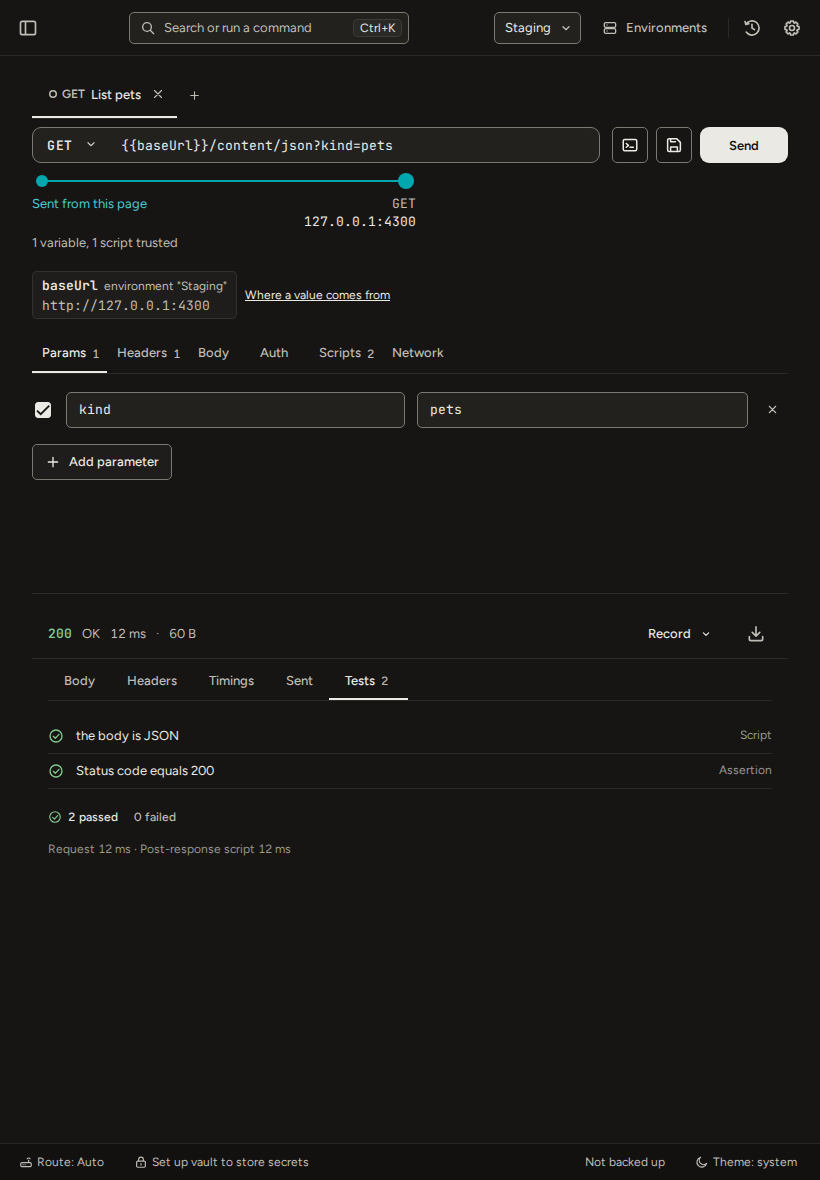 Search or run a command Ctrl+K Staging Environments
GET List pets
GET {{baseUrl}}/content/json?kind=pets Send
Sent from this page GET
127.0.0.1:4300
1 variable, 1 script trusted
baseUrl environment "Staging"
http://127.0.0.1:4300
Where a value comes from
Params 1 Headers 1 Body Auth Scripts 2 Network
kind pets
Add parameter
200 OK 12 ms · 60 B Record
Body Headers Timings Sent Tests 2
the body is JSON Script
Status code equals 200 Assertion
2 passed 0 failed
Request 12 ms · Post-response script 12 ms
Route: Auto Set up vault to store secrets Not backed up Theme: system